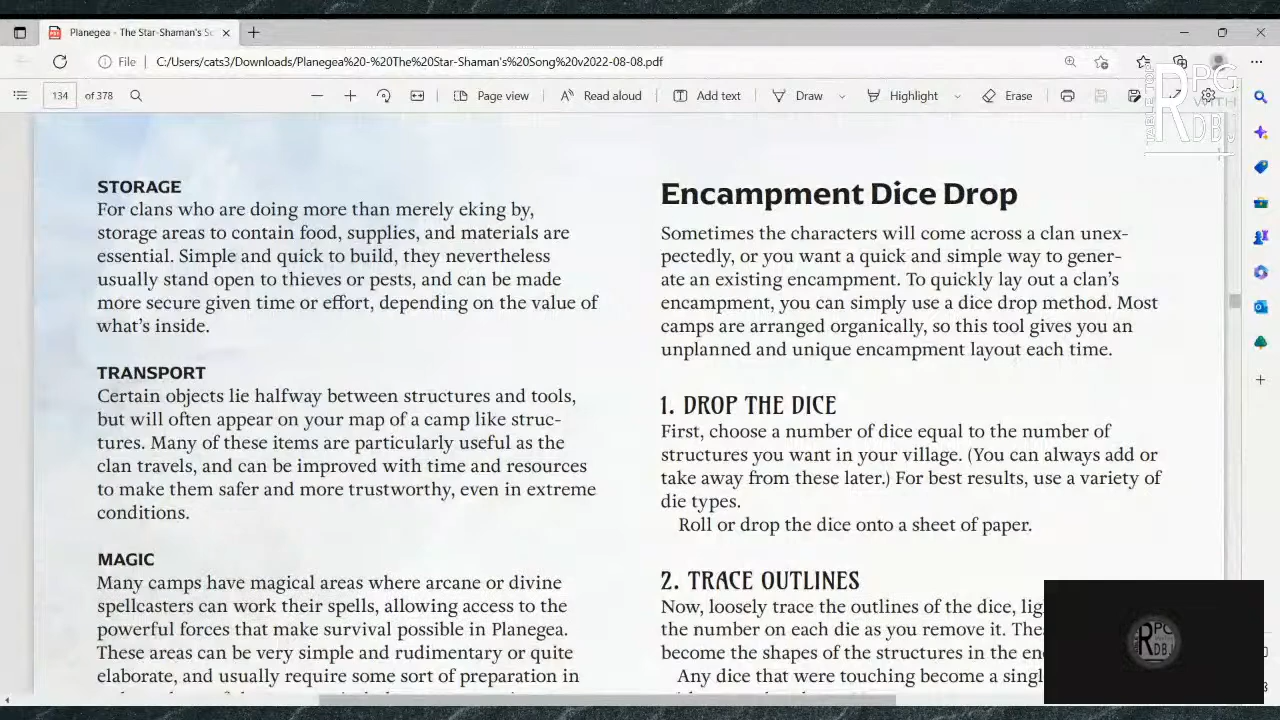 Planegea - The Star-Shaman's So
File
C:/Users/cats3/Downloads/Planegea%20-%20The%20Star-Shaman's%20Song%20v2022-08-08.pdf
134 of 378
Page view
Read aloud
Add text
Draw
Highlight
Erase
TABLE TOP
RPG
WITH
RDBJ
STORAGE
For clans who are doing more than merely eking by,
storage areas to contain food, supplies, and materials are
essential. Simple and quick to build, they nevertheless
usually stand open to thieves or pests, and can be made
more secure given time or effort, depending on the value of
what's inside.
TRANSPORT
Certain objects lie halfway between structures and tools,
but will often appear on your map of a camp like struc-
tures. Many of these items are particularly useful as the
clan travels, and can be improved with time and resources
to make them safer and more trustworthy, even in extreme
conditions.
MAGIC
Many camps have magical areas where arcane or divine
spellcasters can work their spells, allowing access to the
powerful forces that make survival possible in Planegea.
These areas can be very simple and rudimentary or quite
elaborate, and usually require some sort of preparation in
Encampment Dice Drop
Sometimes the characters will come across a clan unex-
pectedly, or you want a quick and simple way to gener-
ate an existing encampment. To quickly lay out a clan's
encampment, you can simply use a dice drop method. Most
camps are arranged organically, so this tool gives you an
unplanned and unique encampment layout each time.
1. DROP THE DICE
First, choose a number of dice equal to the number of
structures you want in your village. (You can always add or
take away from these later.) For best results, use a variety of
die types.
Roll or drop the dice onto a sheet of paper.
2. TRACE OUTLINES
Now, loosely trace the outlines of the dice, lig
the number on each die as you remove it. The
become the shapes of the structures in the en
Any dice that were touching become a singl
RPG
RDBJ